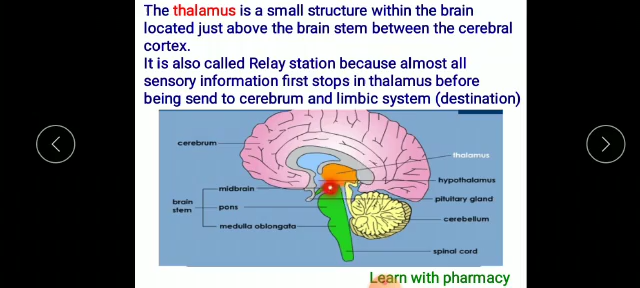 The thalamus is a small structure within the brain
located just above the brain stem between the cerebral
cortex.
It is also called Relay station because almost all
sensory information first stops in thalamus before
being send to cerebrum and limbic system (destination)
cerebrum
thalamus
hypothalamus
midbrain
pituitary gland
brain
stem
pons
cerebellum
medulla oblongata
spinal cord
Learn with pharmacy